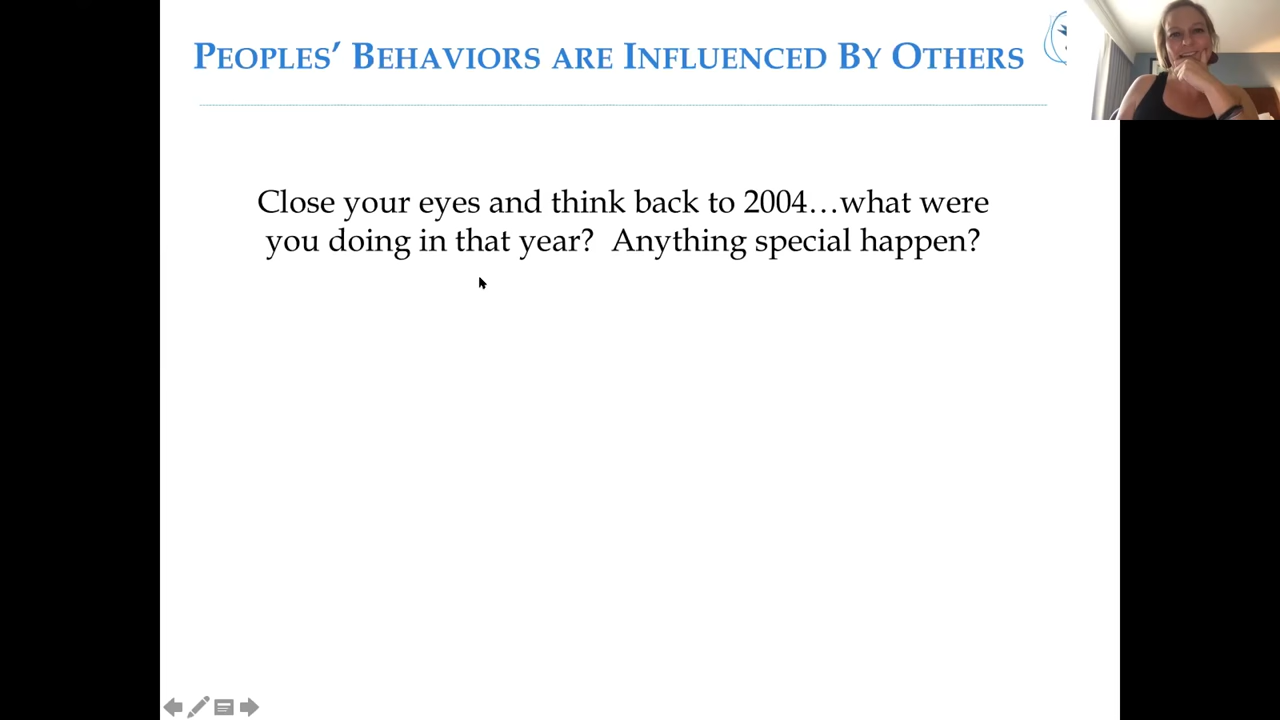 PEOPLES' BEHAVIORS ARE INFLUENCED BY OTHERS
Close your eyes and think back to 2004…what were
you doing in that year?  Anything special happen?